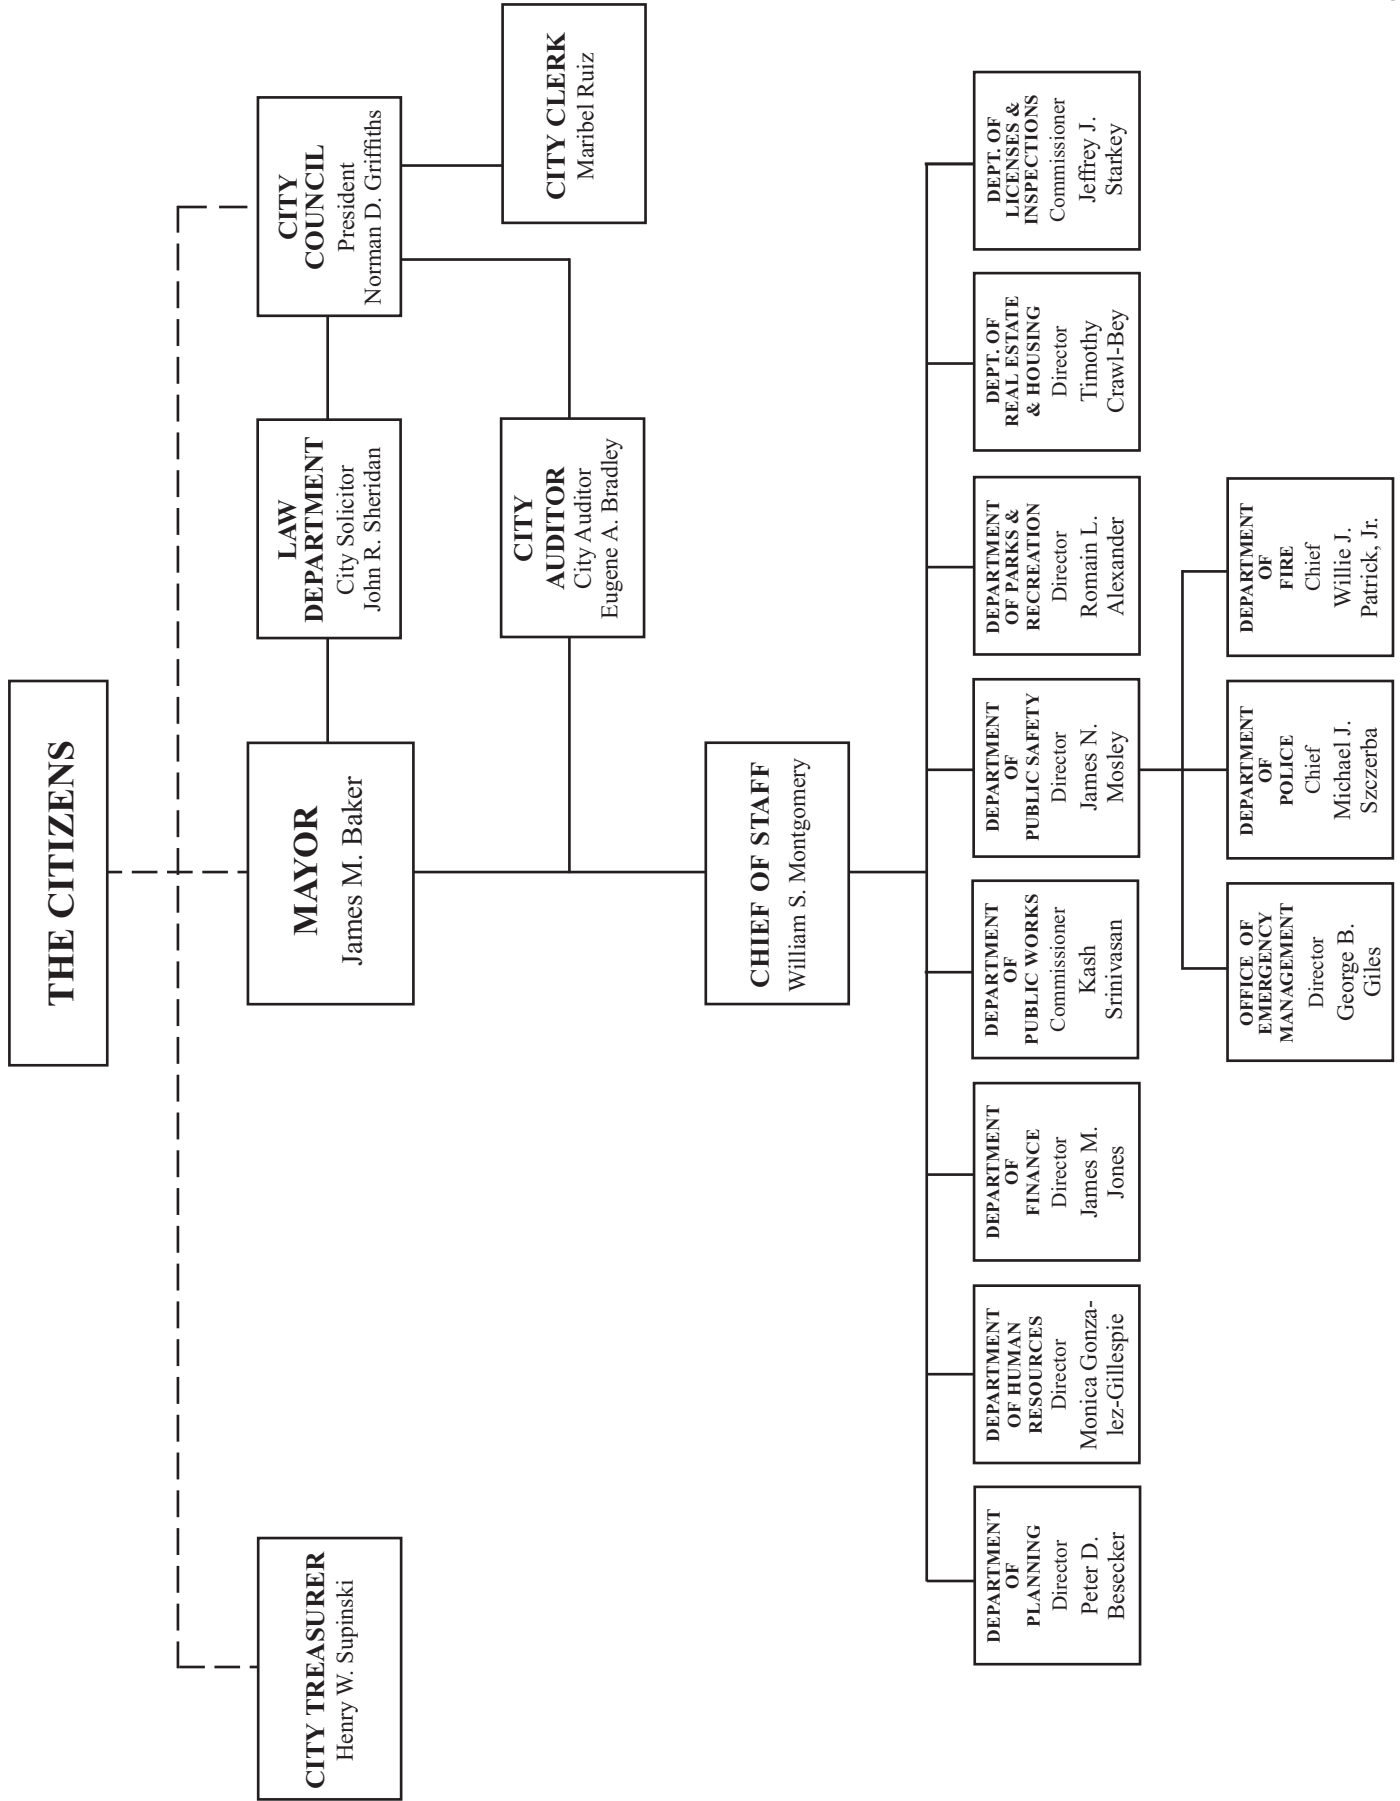 THE CITIZENS
CITY TREASURER
Henry W. Supinski
MAYOR
James M. Baker
LAW
DEPARTMENT
City Solicitor
John R. Sheridan
CITY
COUNCIL
President
Norman D. Griffiths
CITY
AUDITOR
City Auditor
Eugene A. Bradley
CITY CLERK
Maribel Ruiz
CHIEF OF STAFF
William S. Montgomery
DEPARTMENT
OF
PLANNING
Director
Peter D.
Besecker
DEPARTMENT
OF HUMAN
RESOURCES
Director
Monica Gonza-
lez-Gillespie
DEPARTMENT
OF
FINANCE
Director
James M.
Jones
DEPARTMENT
OF
PUBLIC WORKS
Commissioner
Kash
Srinivasan
DEPARTMENT
OF
PUBLIC SAFETY
Director
James N.
Mosley
DEPARTMENT
OF PARKS &
RECREATION
Director
Romain L.
Alexander
DEPT. OF
REAL ESTATE
& HOUSING
Director
Timothy
Crawl-Bey
DEPT. OF
LICENSES &
INSPECTIONS
Commissioner
Jeffrey J.
Starkey
OFFICE OF
EMERGENCY
MANAGEMENT
Director
George B.
Giles
DEPARTMENT
OF
POLICE
Chief
Michael J.
Szczerba
DEPARTMENT
OF
FIRE
Chief
Willie J.
Patrick, Jr.